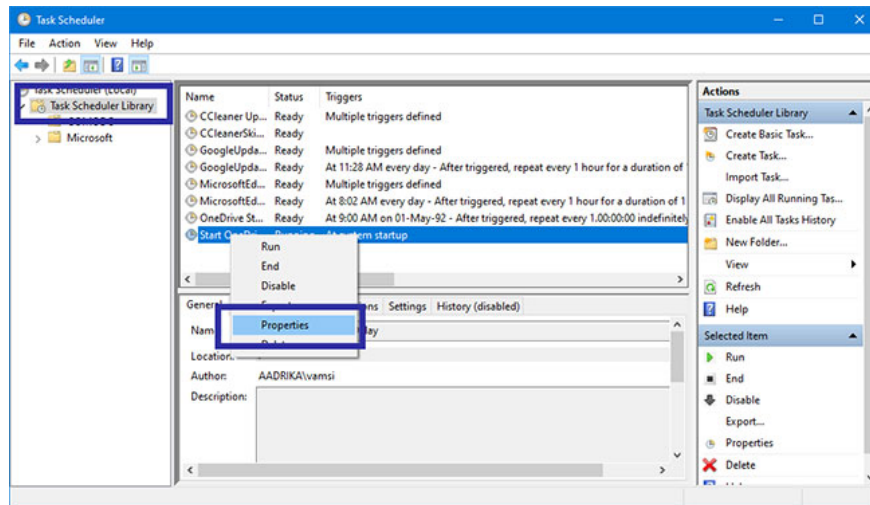 Task Scheduler
File Action View Help
Task Scheduler (Local)
Task Scheduler Library
Microsoft
Name Status Triggers
CCleaner Up... Ready Multiple triggers defined
CCleanerSki... Ready
GoogleUpda... Ready Multiple triggers defined
GoogleUpda... Ready At 11:28 AM every day - After triggered, repeat every 1 hour for a duration of
MicrosoftEd... Ready Multiple triggers defined
MicrosoftEd... Ready At 8:02 AM every day - After triggered, repeat every 1 hour for a duration of 1
OneDrive St... Ready At 9:00 AM on 01-May-92 - After triggered, repeat every 1.00:00:00 indefinitely
Start OneDri... Running At system startup
Run
End
Disable
Properties
General
Settings History (disabled)
Name
Location:
Author: AADRIKA\vamsi
Description:
Actions
Task Scheduler Library
Create Basic Task...
Create Task...
Import Task...
Display All Running Tas...
Enable All Tasks History
New Folder...
View
Refresh
Help
Selected Item
Run
End
Disable
Export...
Properties
Delete